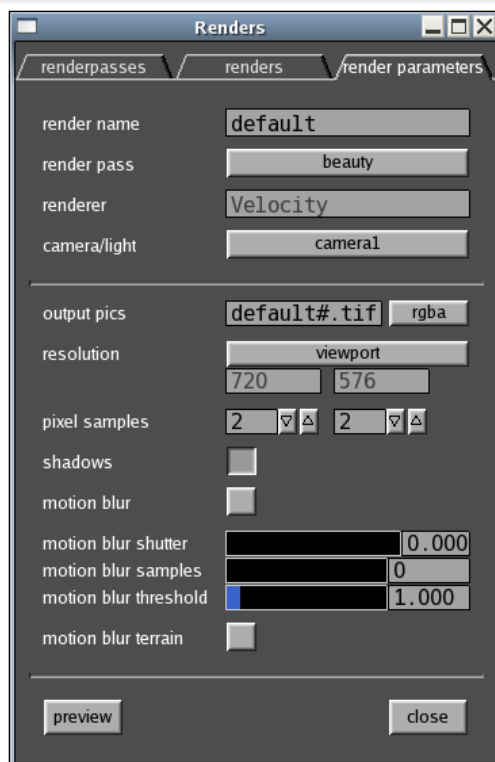 Renders
renderpasses renders render parameters
render name default
render pass beauty
renderer Velocity
camera/light camera1
output pics default#.tif rgba
resolution viewport
720 576
pixel samples 2 2
shadows
motion blur
motion blur shutter 0.000
motion blur samples 0
motion blur threshold 1.000
motion blur terrain
preview close